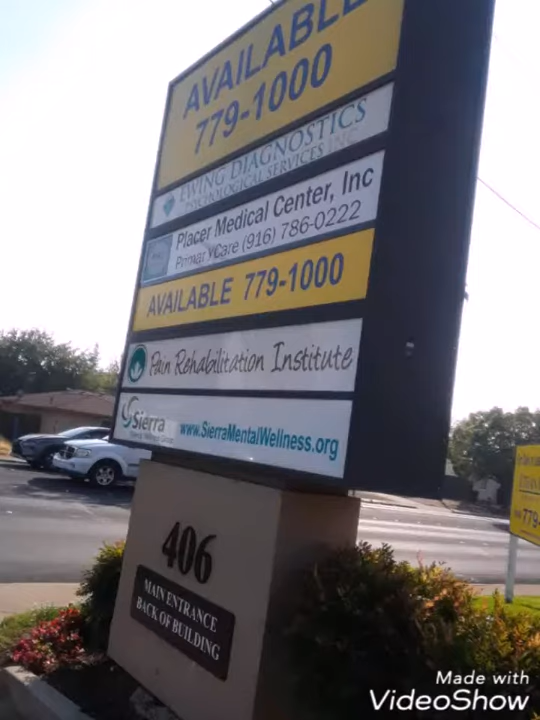 AVAILABLE
779-1000
EWING DIAGNOSTICS
PSYCHOLOGICAL SERVICES INC
Placer Medical Center, Inc
Primary Care (916) 786-0222
AVAILABLE 779-1000
Pain Rehabilitation Institute
Sierra
www.SierraMentalWellness.org
406
MAIN ENTRANCE
BACK OF BUILDING
779-
Made with
VideoShow